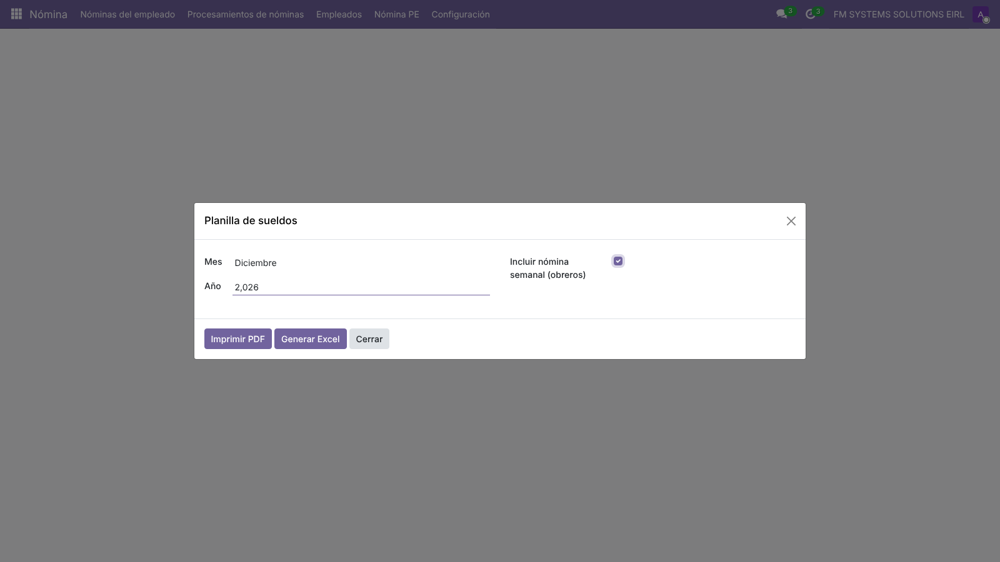 Nómina Nóminas del empleado Procesamientos de nóminas Empleados Nómina PE Configuración 3 3 FM SYSTEMS SOLUTIONS EIRL A
Planilla de sueldos
Mes Diciembre
Incluir nómina
semanal (obreros)
Año 2,026
Imprimir PDF Generar Excel Cerrar